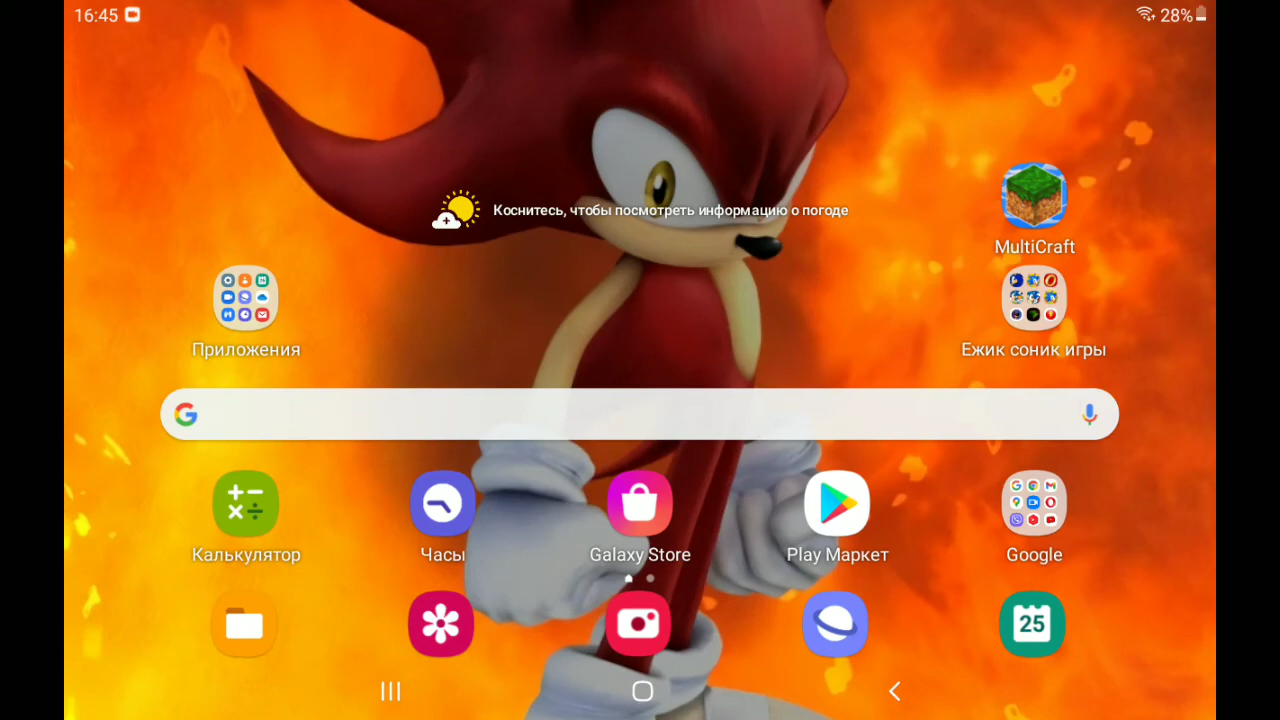 16:45
28%
Коснитесь, чтобы посмотреть информацию о погоде
MultiCraft
Приложения
Ежик соник игры
Калькулятор
Часы
Galaxy Store
Play Маркет
Google
25